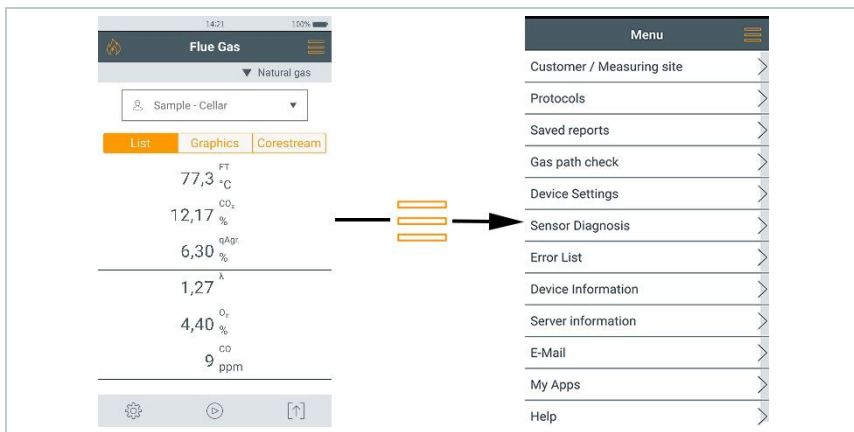 14:21 100%
Flue Gas
▼ Natural gas
Sample - Cellar ▼
List Graphics Corestream
77,3 FT °C
12,17 CO₂ %
6,30 qAgr. %
1,27 λ
4,40 O₂ %
9 CO ppm
Menu
Customer / Measuring site
Protocols
Saved reports
Gas path check
Device Settings
Sensor Diagnosis
Error List
Device Information
Server information
E-Mail
My Apps
Help